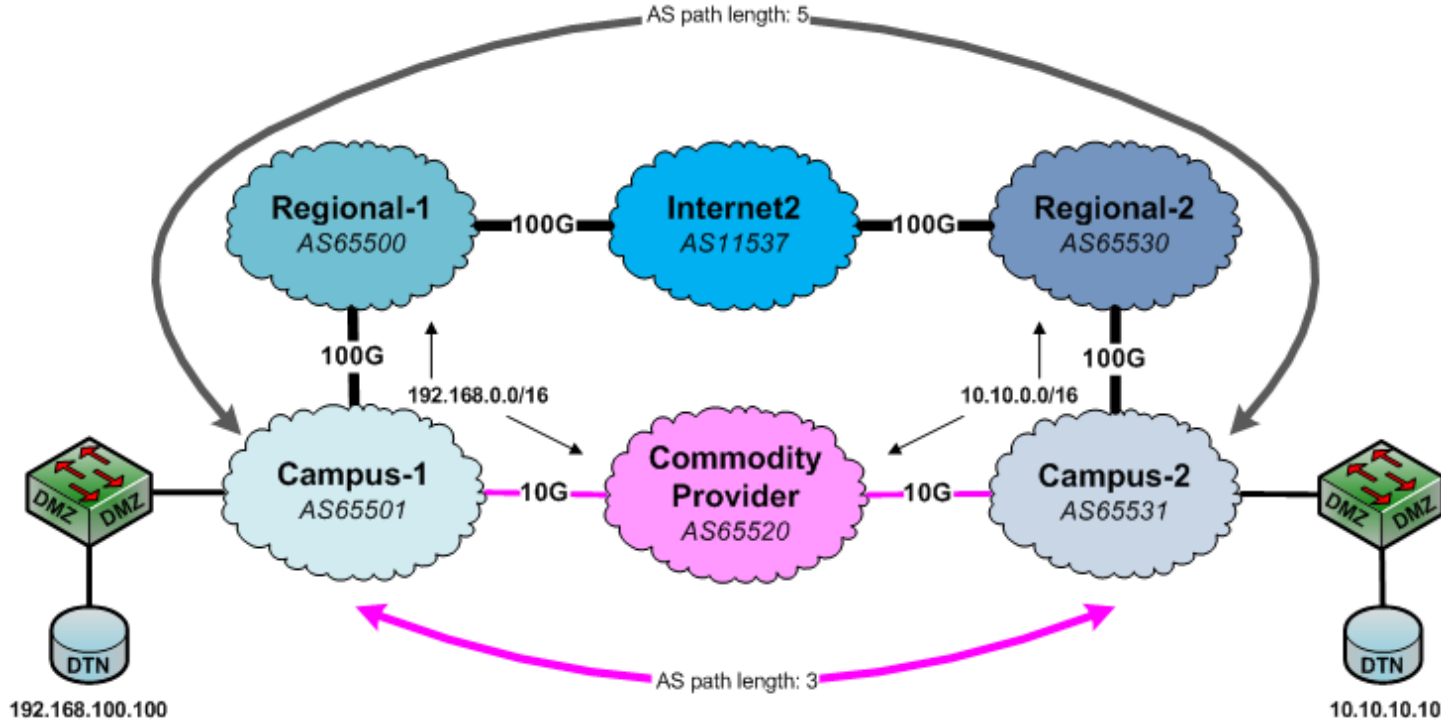 AS path length: 5
Regional-1
AS65500
100G
Internet2
AS11537
100G
Regional-2
AS65530
100G
100G
192.168.0.0/16
10.10.0.0/16
Campus-1
AS65501
10G
Commodity
Provider
AS65520
10G
Campus-2
AS65531
DMZ DMZ
DMZ DMZ
DTN
DTN
AS path length: 3
192.168.100.100
10.10.10.10